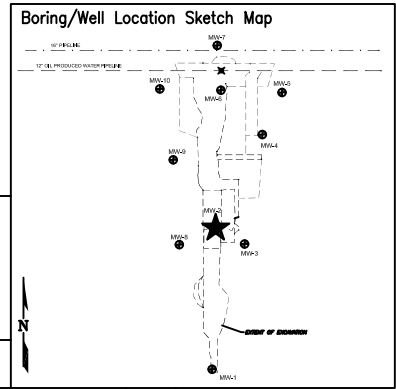 Boring/Well Location Sketch Map
MW-7
16" PIPELINE
12" OIL PRODUCED WATER PIPELINE
MW-10
MW-6
MW-5
MW-4
MW-9
MW-2
MW-8
MW-3
N
EXTENT OF EXCAVATION
MW-1